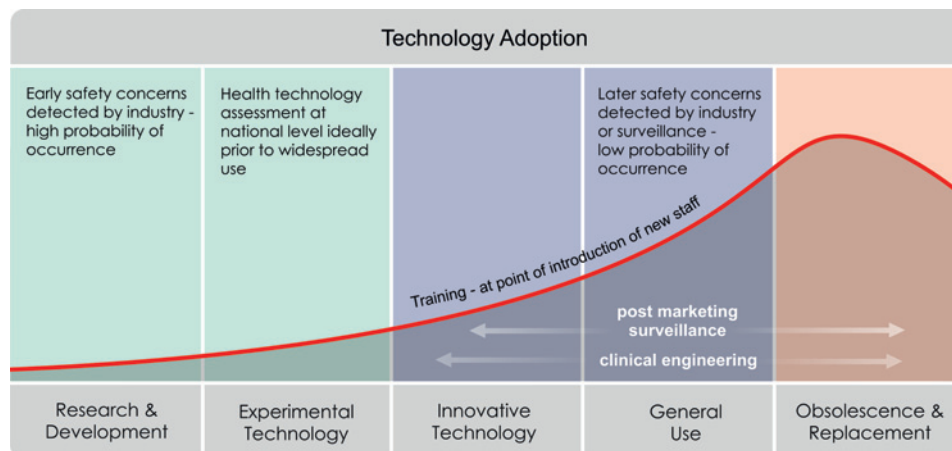 Technology Adoption
Early safety concerns
detected by industry -
high probability of
occurrence
Health technology
assessment at
national level ideally
prior to widespread
use
Later safety concerns
detected by industry
or surveillance -
low probability of
occurrence
Training - at point of introduction of new staff
post marketing
surveillance
clinical engineering
Research &
Development
Experimental
Technology
Innovative
Technology
General
Use
Obsolescence &
Replacement